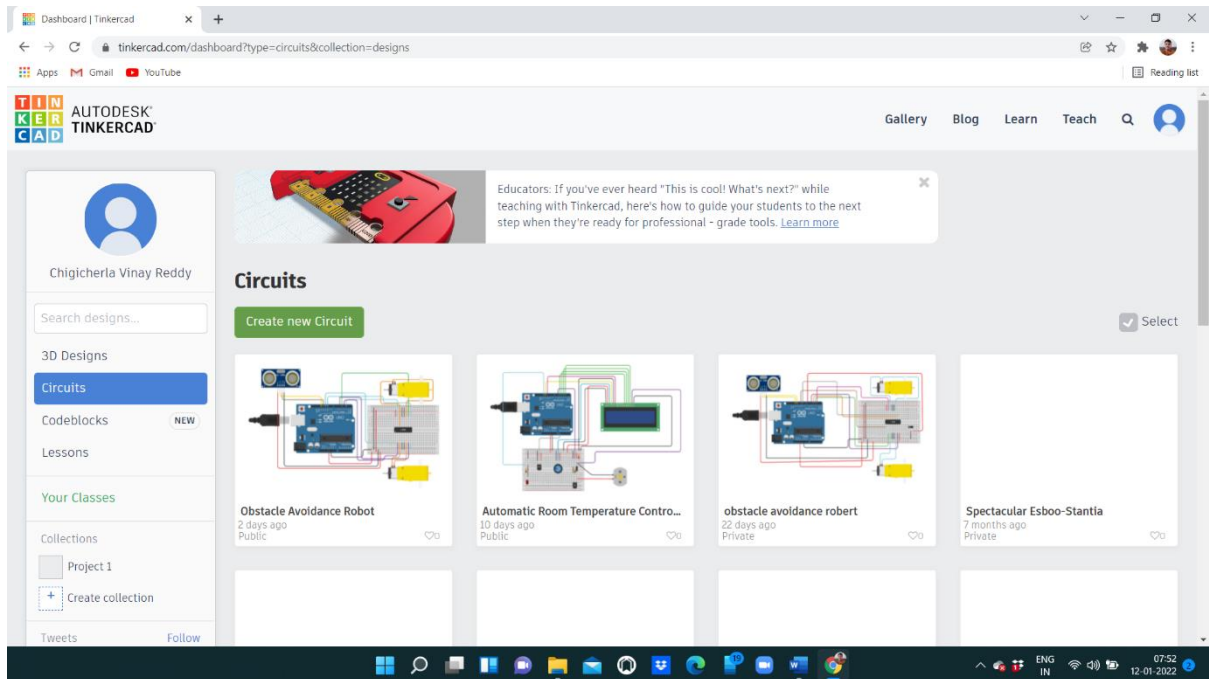 Dashboard | Tinkercad
tinkercad.com/dashboard?type=circuits&collection=designs
Apps
Gmail
YouTube
Reading list
TIN
KER
CAD
AUTODESK®
TINKERCAD®
Gallery
Blog
Learn
Teach
Chigicherla Vinay Reddy
Search designs...
3D Designs
Circuits
Codeblocks NEW
Lessons
Your Classes
Collections
Project 1
+ Create collection
Tweets Follow
Educators: If you've ever heard "This is cool! What's next?" while
teaching with Tinkercad, here's how to guide your students to the next
step when they're ready for professional - grade tools. Learn more
Circuits
Create new Circuit
Select
Obstacle Avoidance Robot
2 days ago
Public
0
Automatic Room Temperature Contro...
10 days ago
Public
0
obstacle avoidance robert
22 days ago
Private
0
Spectacular Esboo-Stantia
7 months ago
Private
0
19
ENG
IN
07:52
12-01-2022
2